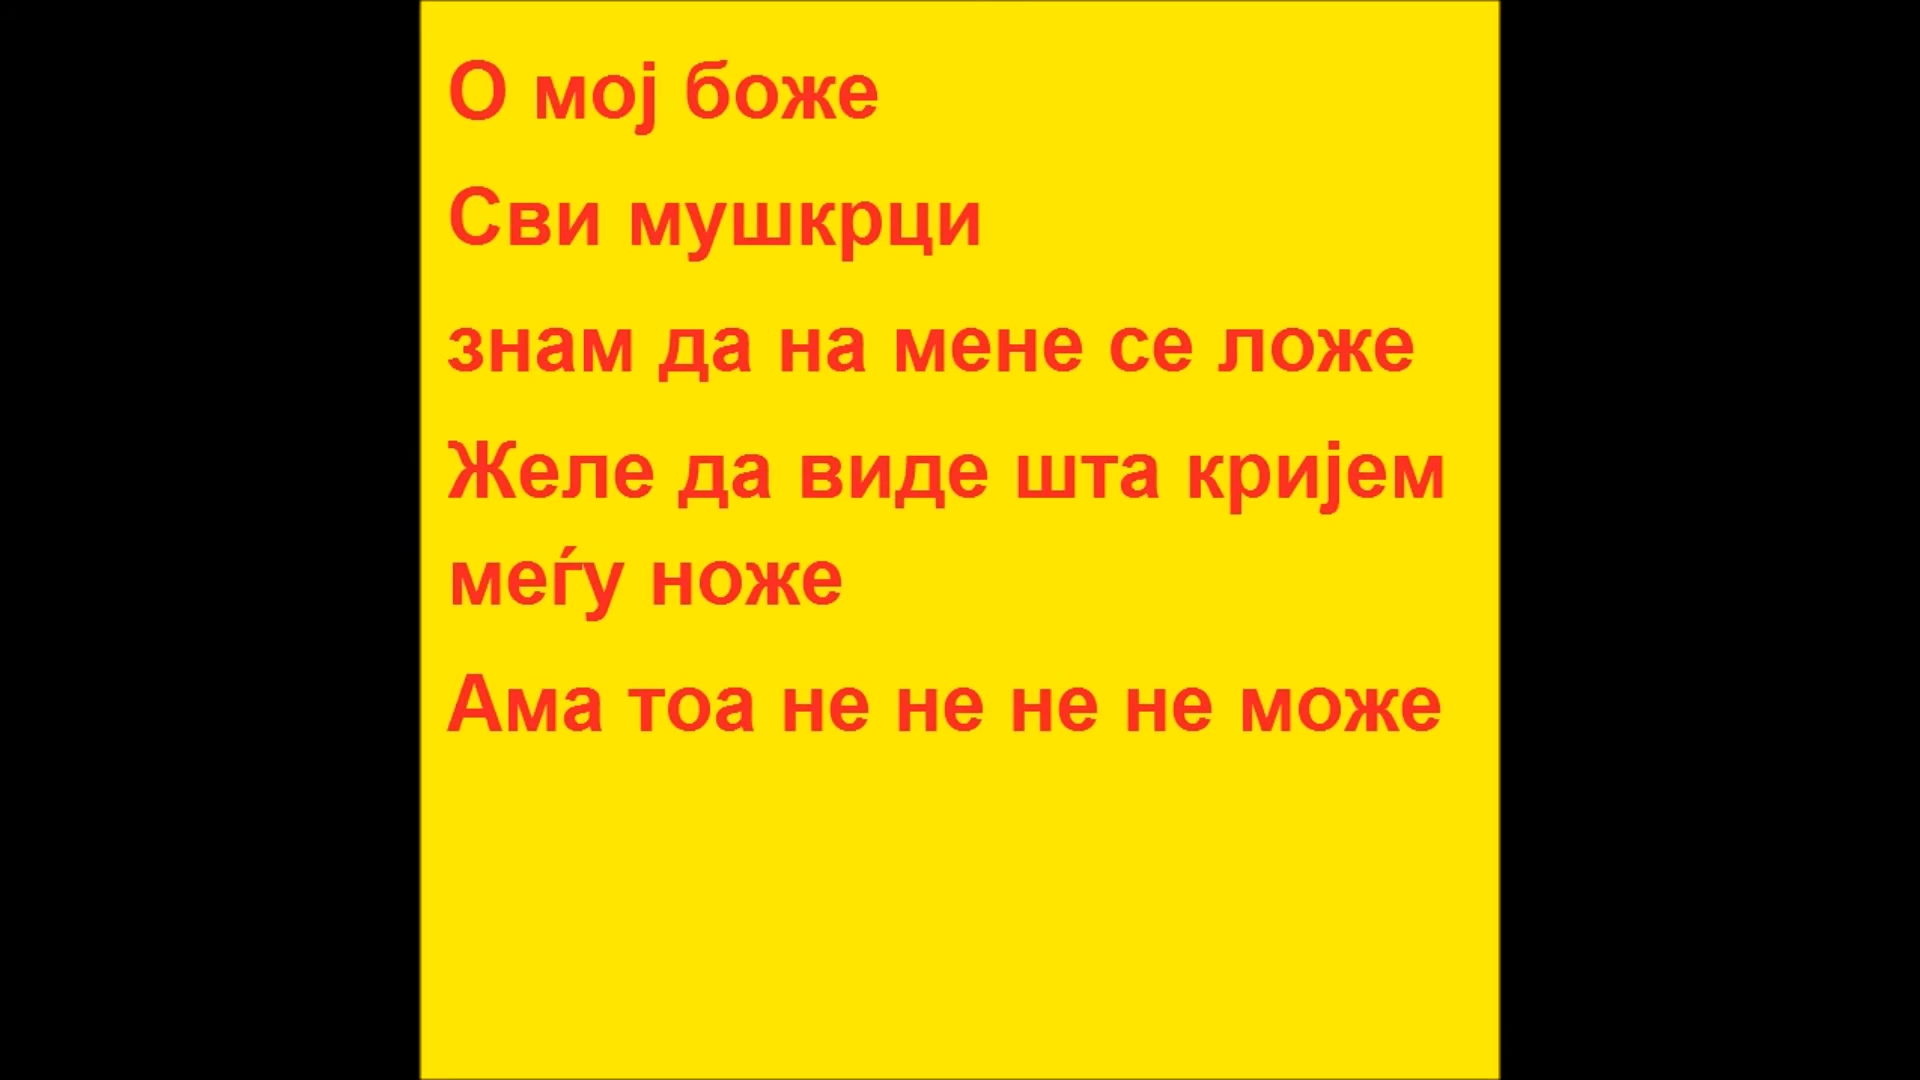 О мој боже
Сви мушкрци
знам да на мене се ложе
Желе да виде шта кријем
меѓу ноже
Ама тоа не не не не може